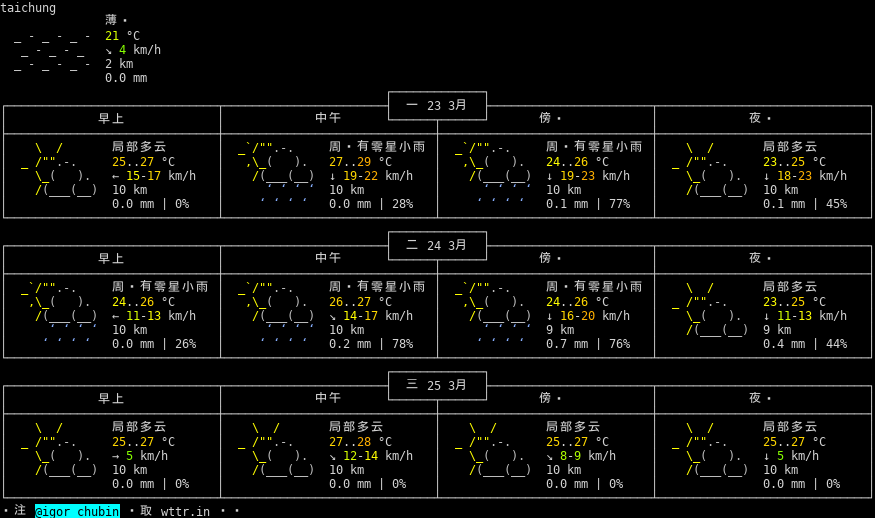 taichung
薄・
21 °C
↘ 4 km/h
2 km
0.0 mm
一 23 3月
早上 中午 傍・ 夜・
局部多云 周・有零星小雨 周・有零星小雨 局部多云
25..27 °C 27..29 °C 24..26 °C 23..25 °C
← 15-17 km/h ↓ 19-22 km/h ↓ 19-23 km/h ↓ 18-23 km/h
10 km 10 km 10 km 10 km
0.0 mm | 0% 0.0 mm | 28% 0.1 mm | 77% 0.1 mm | 45%
二 24 3月
早上 中午 傍・ 夜・
周・有零星小雨 周・有零星小雨 周・有零星小雨 局部多云
24..26 °C 26..27 °C 24..26 °C 23..25 °C
← 11-13 km/h ↘ 14-17 km/h ↓ 16-20 km/h ↓ 11-13 km/h
10 km 10 km 9 km 9 km
0.0 mm | 26% 0.2 mm | 78% 0.7 mm | 76% 0.4 mm | 44%
三 25 3月
早上 中午 傍・ 夜・
局部多云 局部多云 局部多云 局部多云
25..27 °C 27..28 °C 25..27 °C 25..27 °C
→ 5 km/h ↘ 12-14 km/h ↘ 8-9 km/h ↓ 5 km/h
10 km 10 km 10 km 10 km
0.0 mm | 0% 0.0 mm | 0% 0.0 mm | 0% 0.0 mm | 0%
・注 @igor_chubin ・取 wttr.in ・・